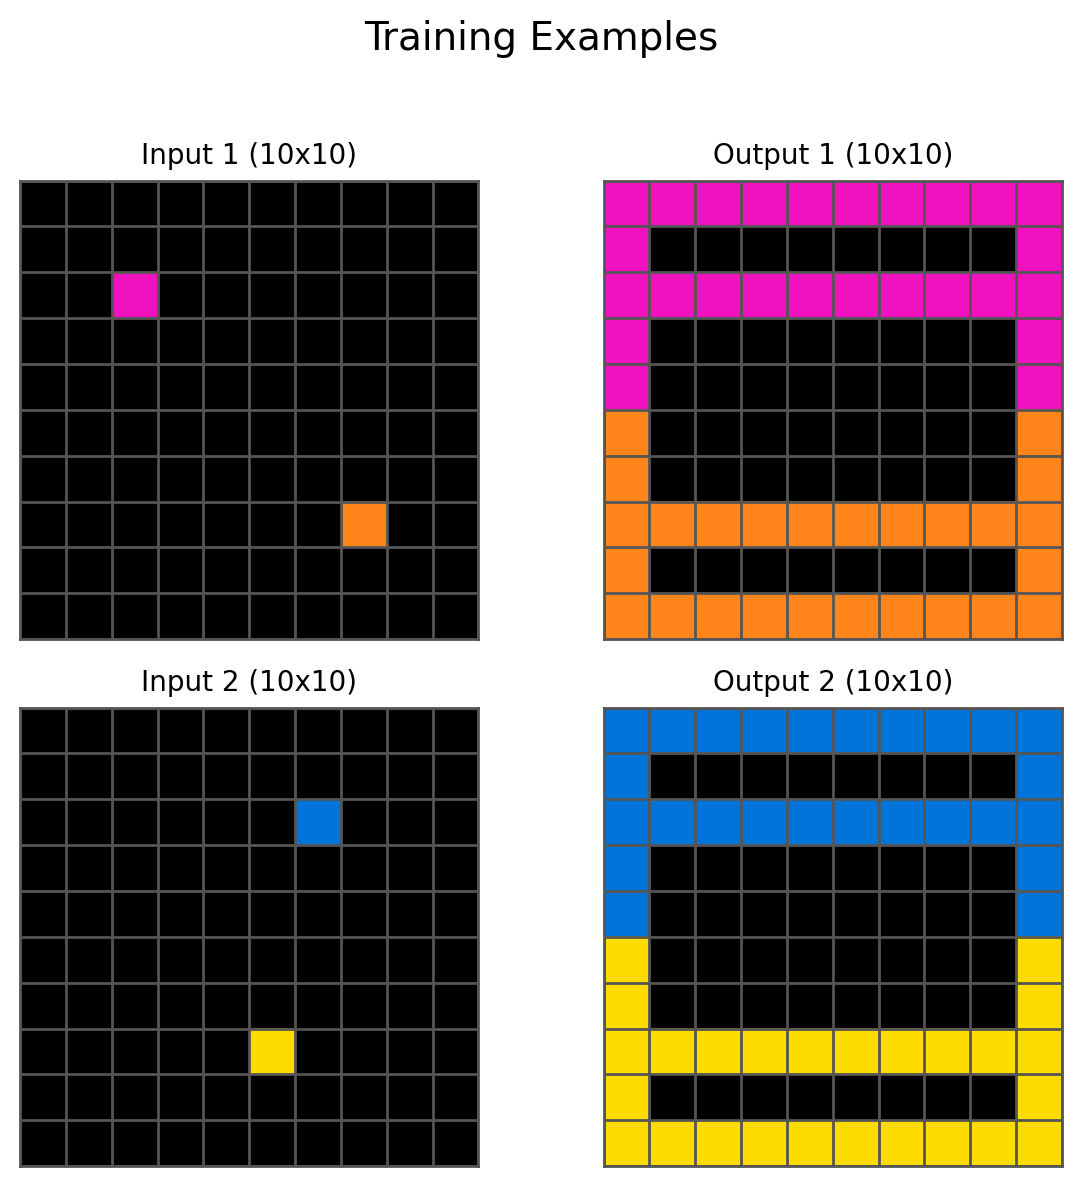 Training Examples
Input 1 (10x10)
Output 1 (10x10)
Input 2 (10x10)
Output 2 (10x10)